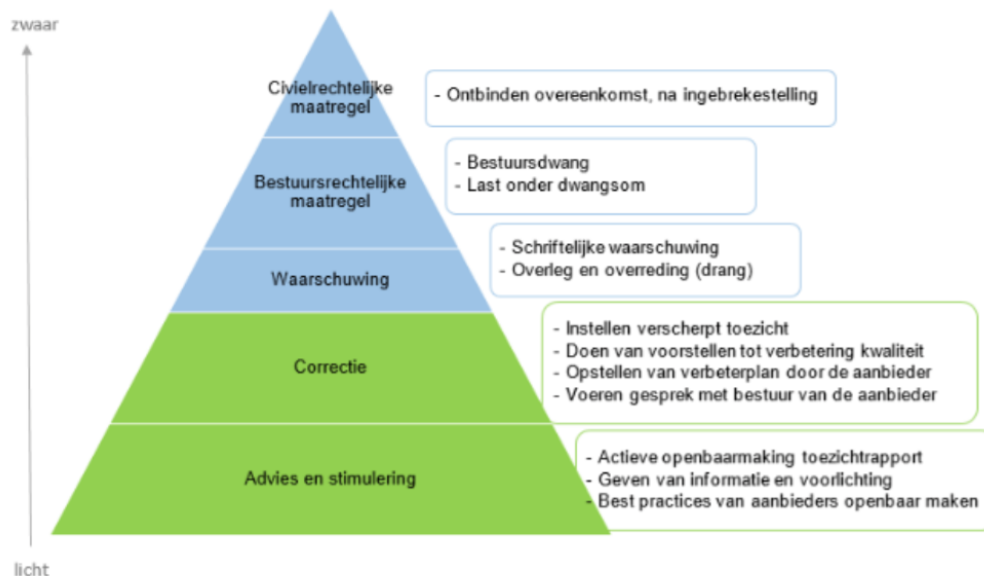 zwaar
Civielrechtelijke
maatregel
- Ontbinden overeenkomst, na ingebrekestelling
Bestuursrechtelijke
maatregel
- Bestuursdwang
- Last onder dwangsom
Waarschuwing
- Schriftelijke waarschuwing
- Overleg en overreding (drang)
Correctie
- Instellen verscherpt toezicht
- Doen van voorstellen tot verbetering kwaliteit
- Opstellen van verbeterplan door de aanbieder
- Voeren gesprek met bestuur van de aanbieder
Advies en stimulering
- Actieve openbaarmaking toezichtrapport
- Geven van informatie en voorlichting
- Best practices van aanbieders openbaar maken
licht